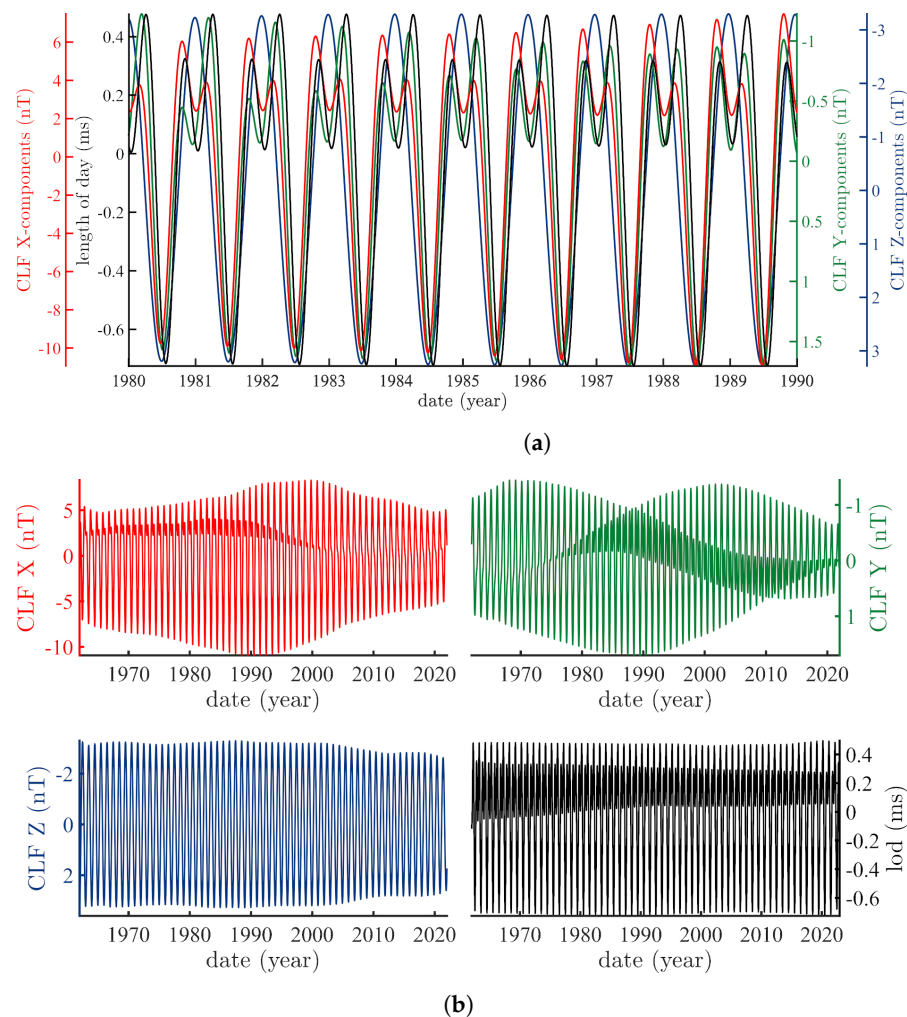 CLF X-components (nT)
6
4
2
0
-2
-4
-6
-8
-10
length of day (ms)
0.4
0.2
0
-0.2
-0.4
-0.6
-1
-0.5
0
0.5
1
1.5
CLF Y-components (nT)
-3
-2
-1
0
1
2
3
CLF Z-components (nT)
1980 1981 1982 1983 1984 1985 1986 1987 1988 1989 1990
date (year)
(a)
CLF X (nT)
5
0
-5
-10
1970 1980 1990 2000 2010 2020
date (year)
-1
0
1
CLF Y (nT)
1970 1980 1990 2000 2010 2020
date (year)
CLF Z (nT)
-2
0
2
1970 1980 1990 2000 2010 2020
date (year)
0.4
0.2
0
-0.2
-0.4
-0.6
lod (ms)
1970 1980 1990 2000 2010 2020
date (year)
(b)